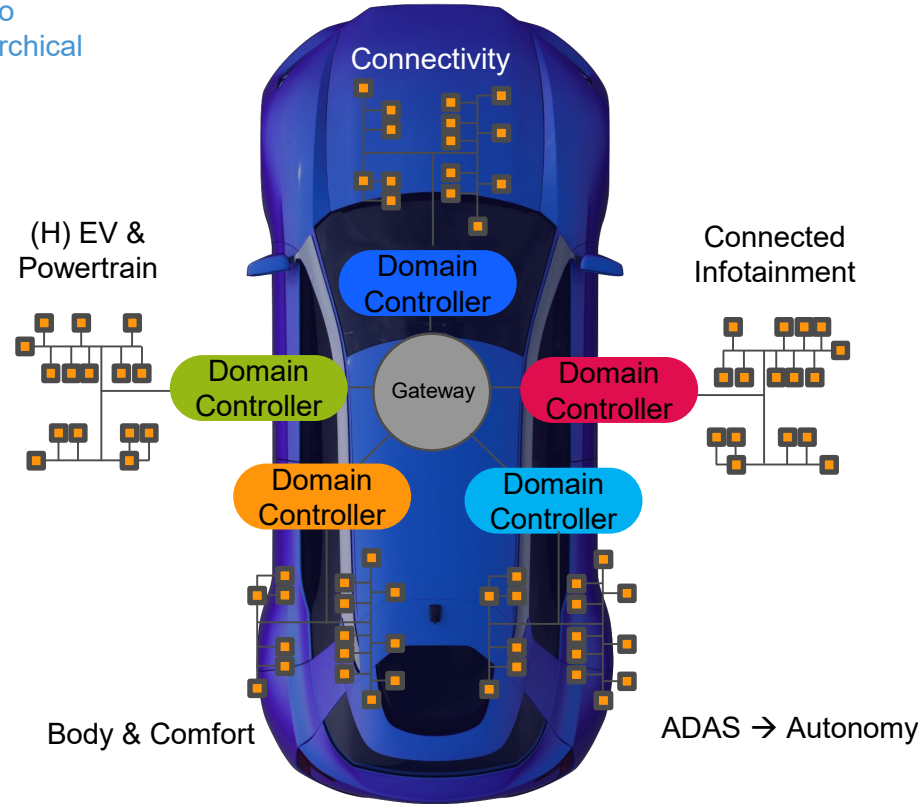 o
rchical
Connectivity
(H) EV &
Powertrain
Connected
Infotainment
Domain
Controller
Domain
Controller
Gateway
Domain
Controller
Domain
Controller
Domain
Controller
Body & Comfort
ADAS → Autonomy